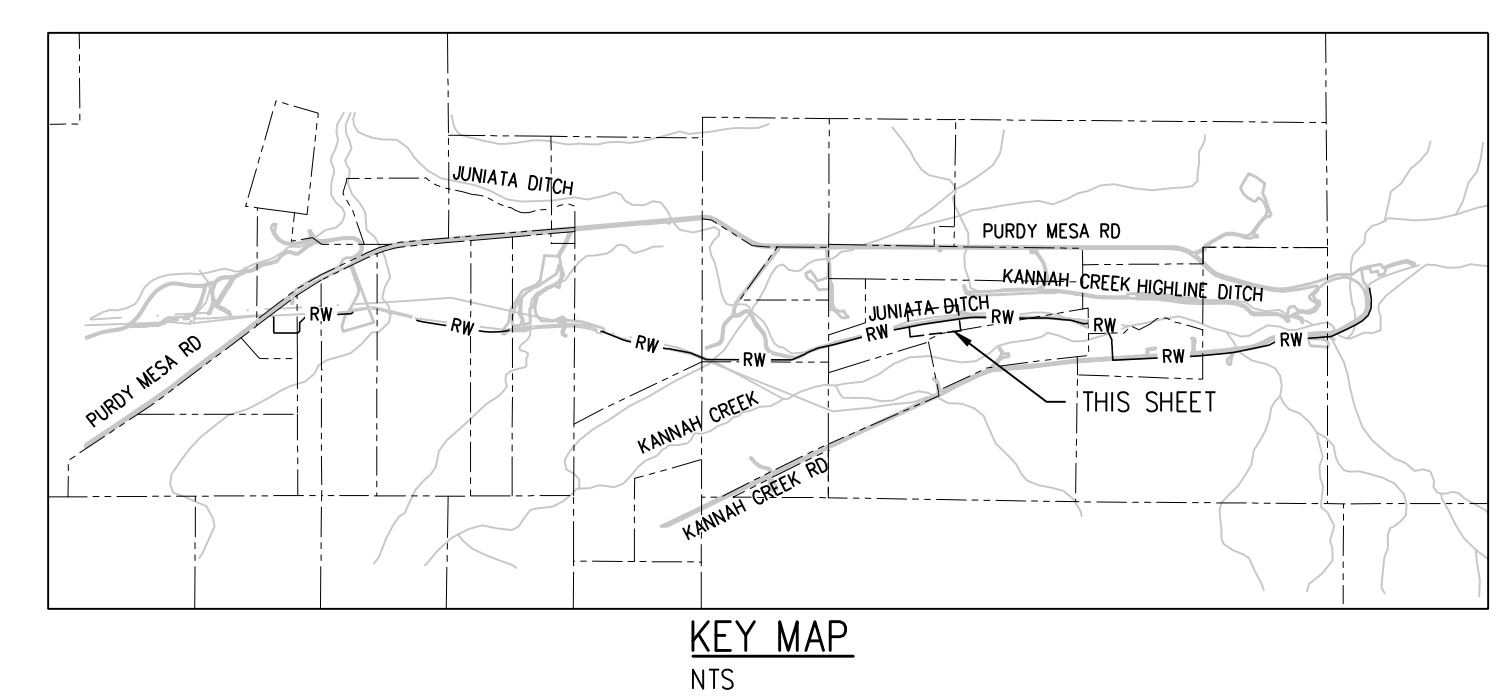 JUNIATA DITCH
PURDY MESA RD
KANNAH CREEK HIGHLINE DITCH
JUNIATA DITCH
RW
RW
RW
RW
RW
RW
RW
RW
RW
PURDY MESA RD
THIS SHEET
KANNAH CREEK
KANNAH CREEK RD
KEY MAP
NTS